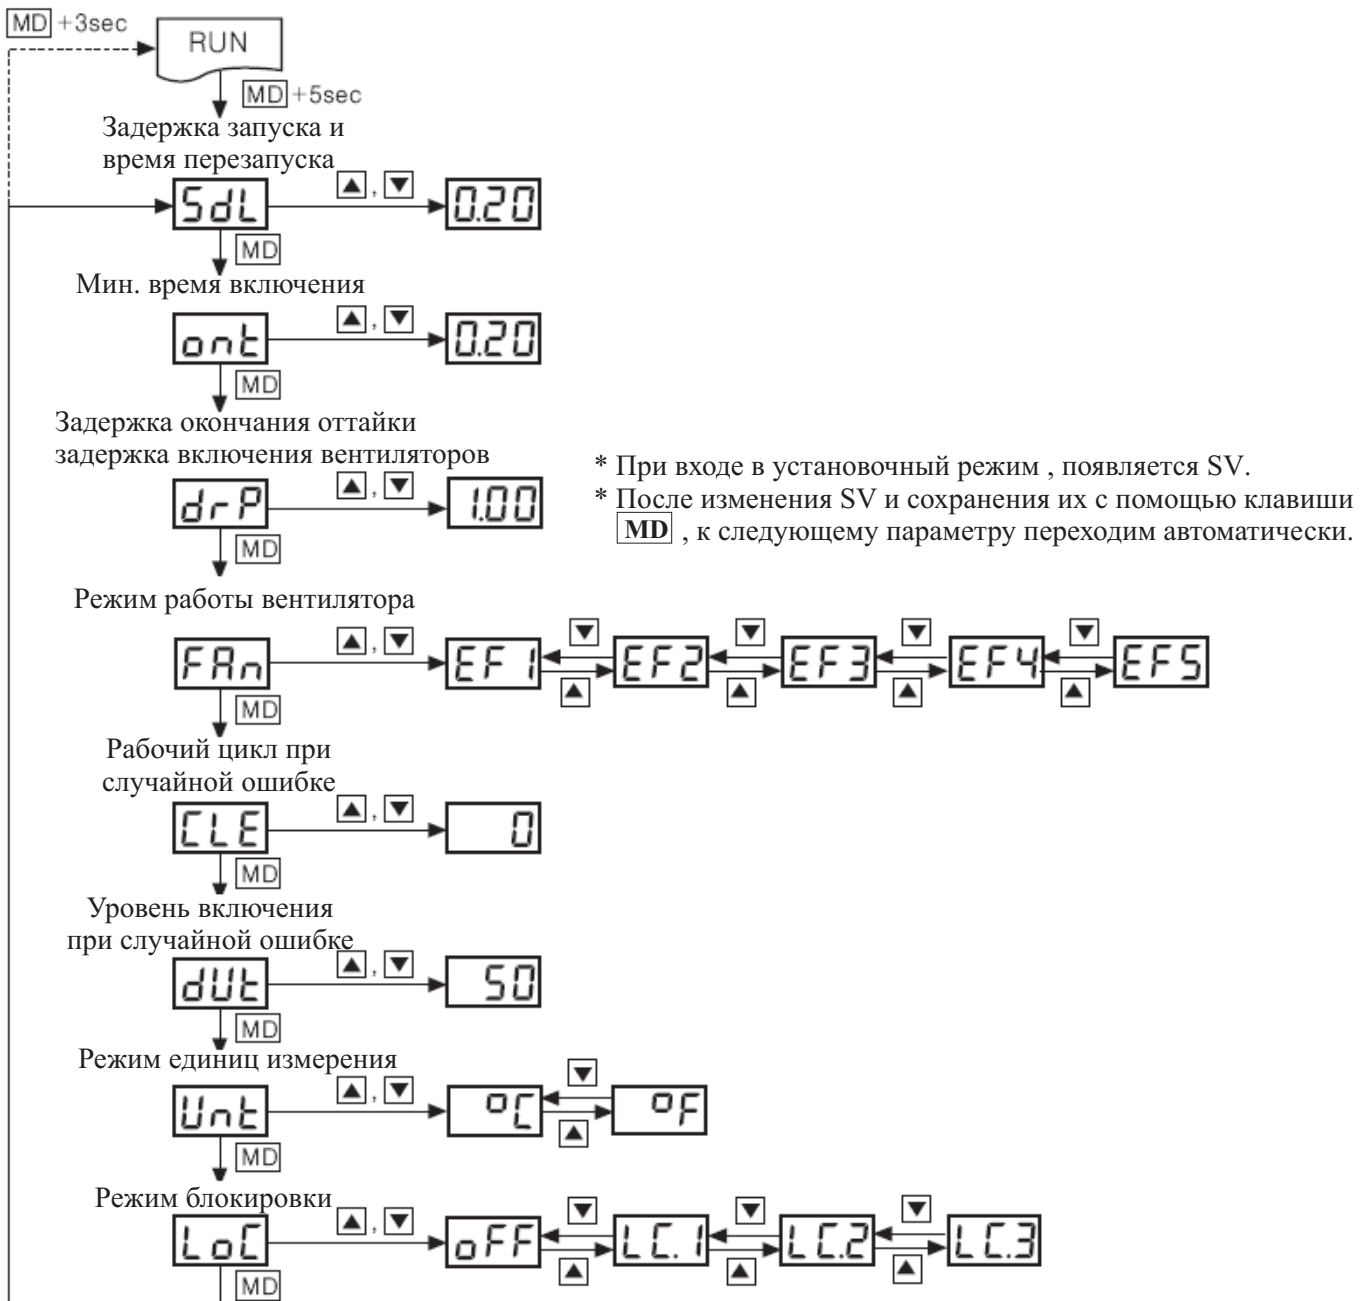 MD +3sec
RUN
MD +5sec
Задержка запуска и
время перезапуска
SdL ▲, ▼ 0.20
MD
Мин. время включения
ont ▲, ▼ 0.20
MD
Задержка окончания оттайки
задержка включения вентиляторов
drP ▲, ▼ 1.00
MD
* При входе в установочный режим , появляется SV.
* После изменения SV и сохранения их с помощью клавиши
MD , к следующему параметру переходим автоматически.
Режим работы вентилятора
▼ ▼ ▼ ▼
FAn ▲, ▼ EF1 EF2 EF3 EF4 EF5
▲ ▲ ▲ ▲
MD
Рабочий цикл при
случайной ошибке
CLE ▲, ▼ 0
MD
Уровень включения
при случайной ошибке
dUt ▲, ▼ 50
MD
Режим единиц измерения
▼
Unt ▲, ▼ °C °F
▲
MD
Режим блокировки
▼ ▼ ▼
LoC ▲, ▼ oFF LC.1 LC.2 LC.3
▲ ▲ ▲
MD